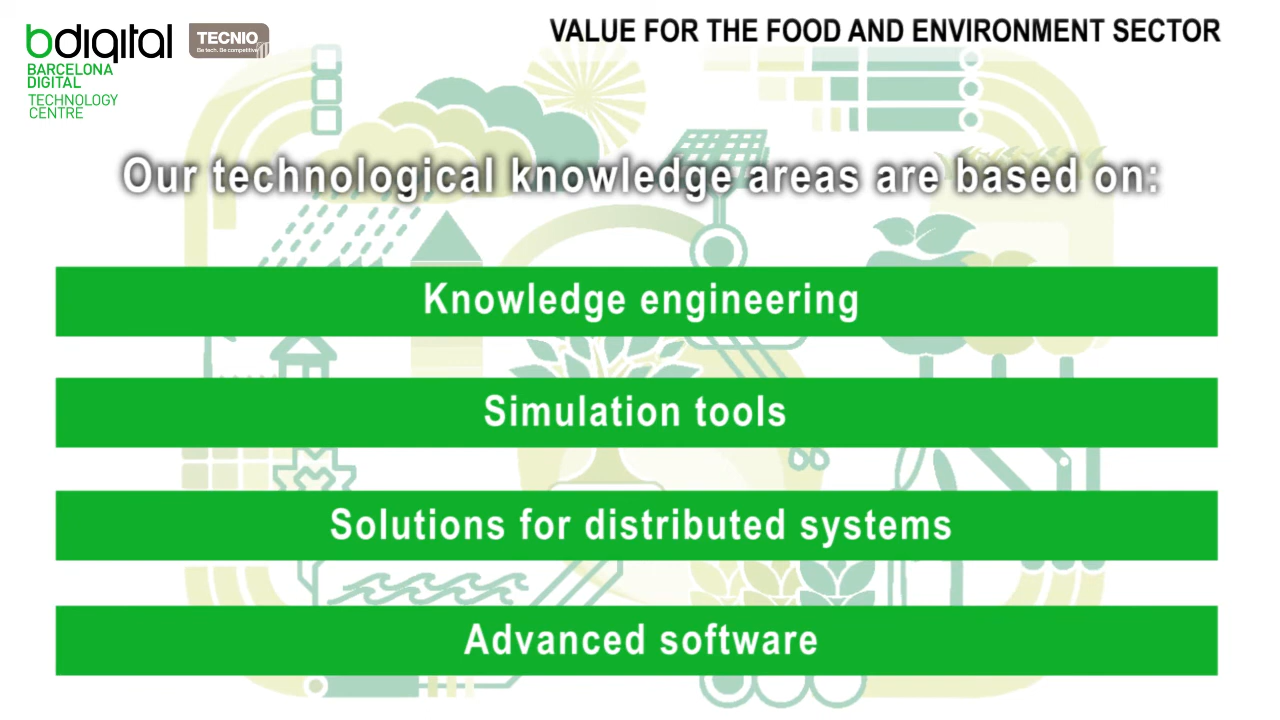 bdigital
BARCELONA
DIGITAL
TECHNOLOGY
CENTRE
TECNIO
Be tech. Be competitive
VALUE FOR THE FOOD AND ENVIRONMENT SECTOR
Our technological knowledge areas are based on:
Knowledge engineering
Simulation tools
Solutions for distributed systems
Advanced software